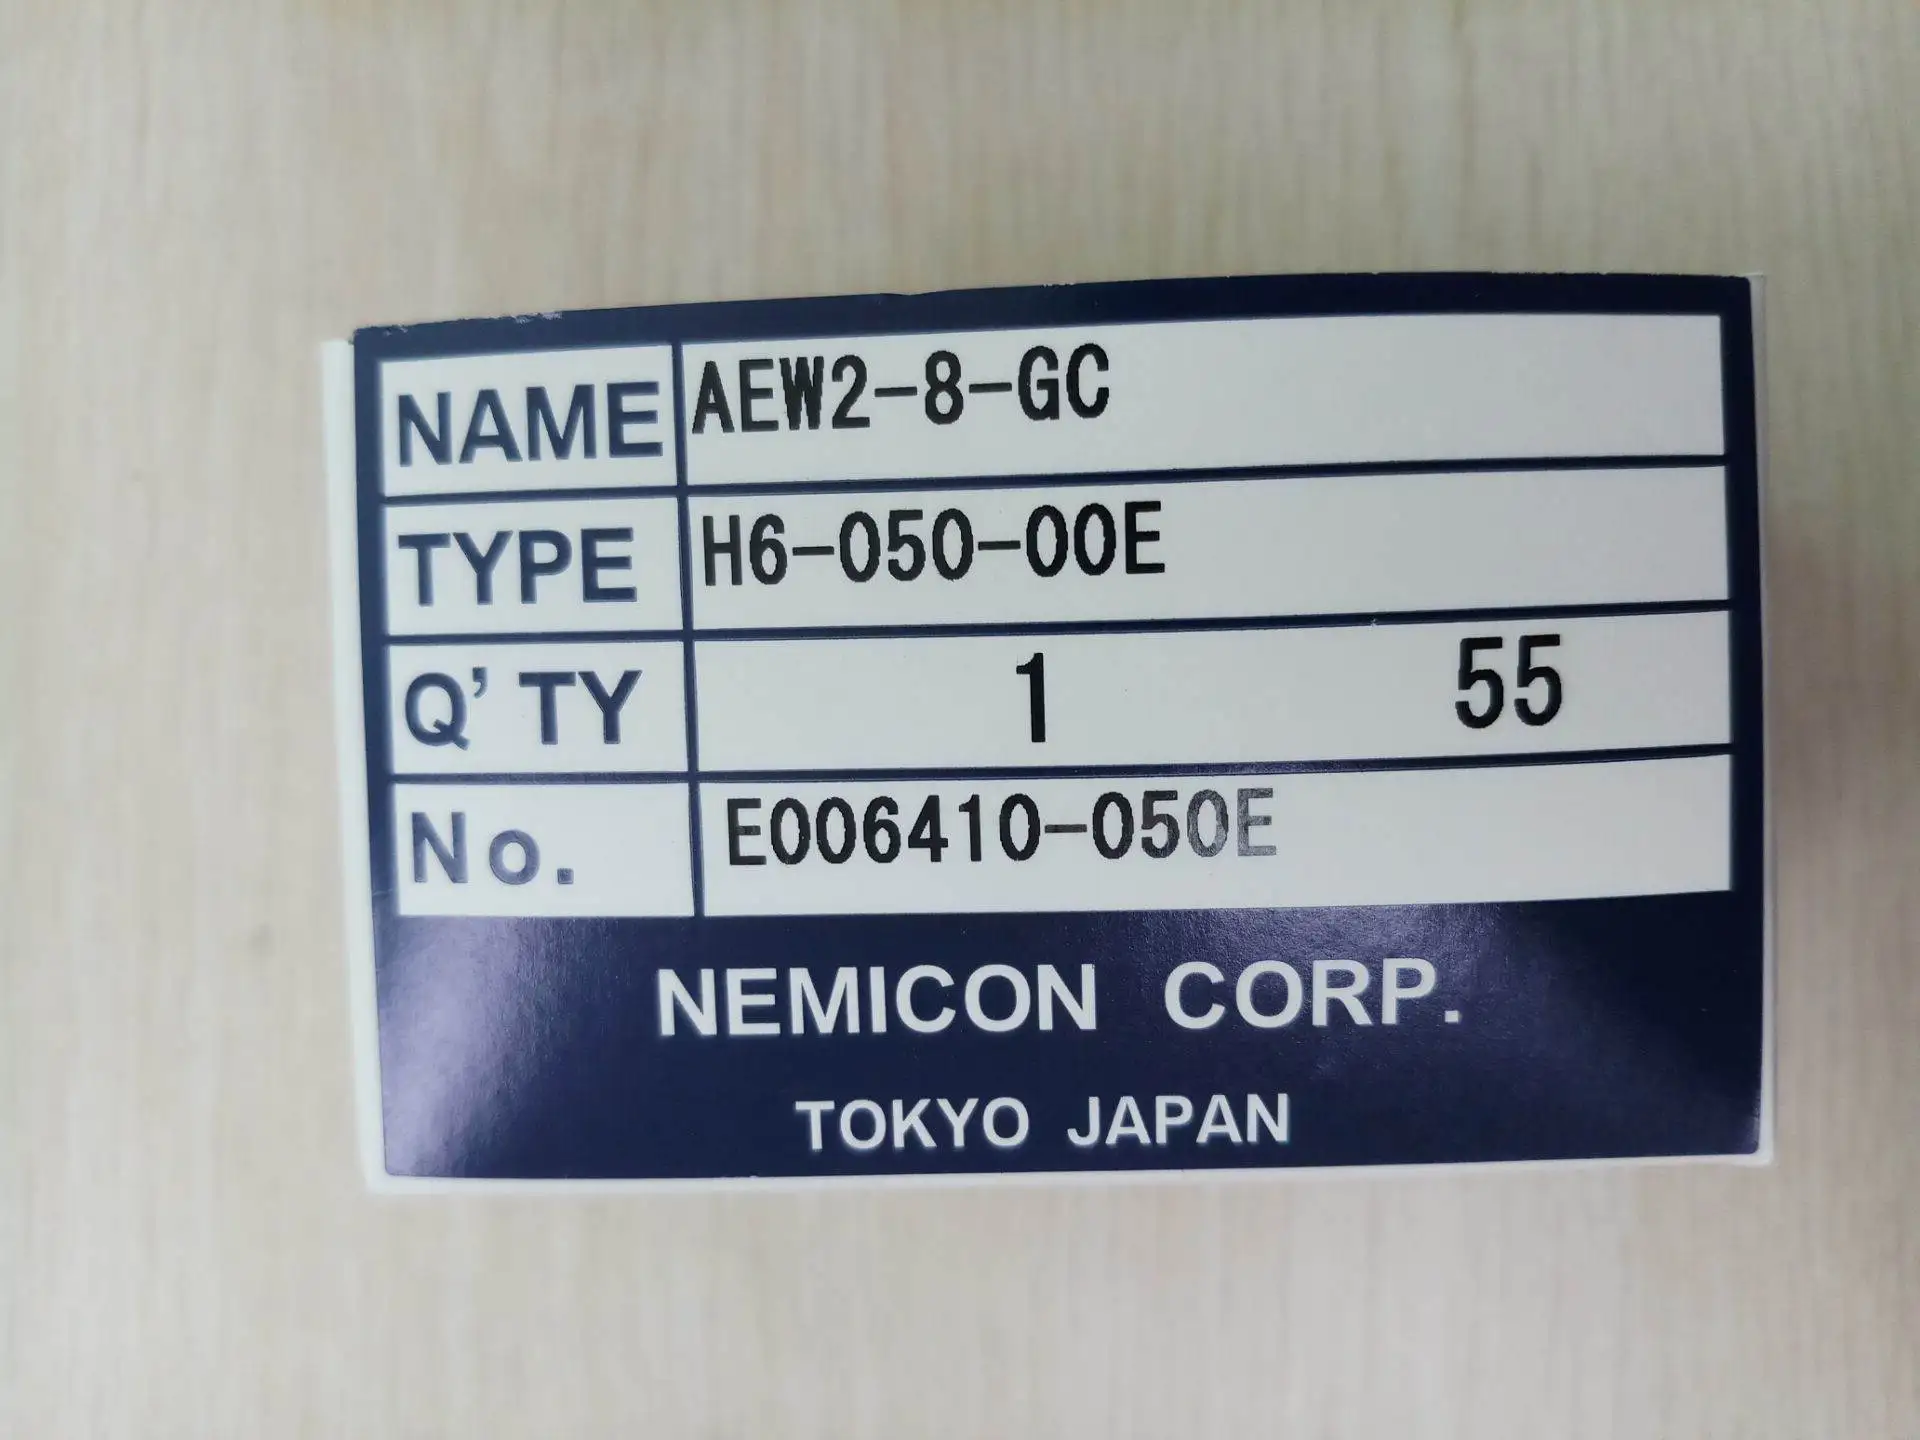 NAME AEW2-8-GC
TYPE H6-050-00E
Q'TY 1 55
No. E006410-050E
NEMICON CORP.
TOKYO JAPAN